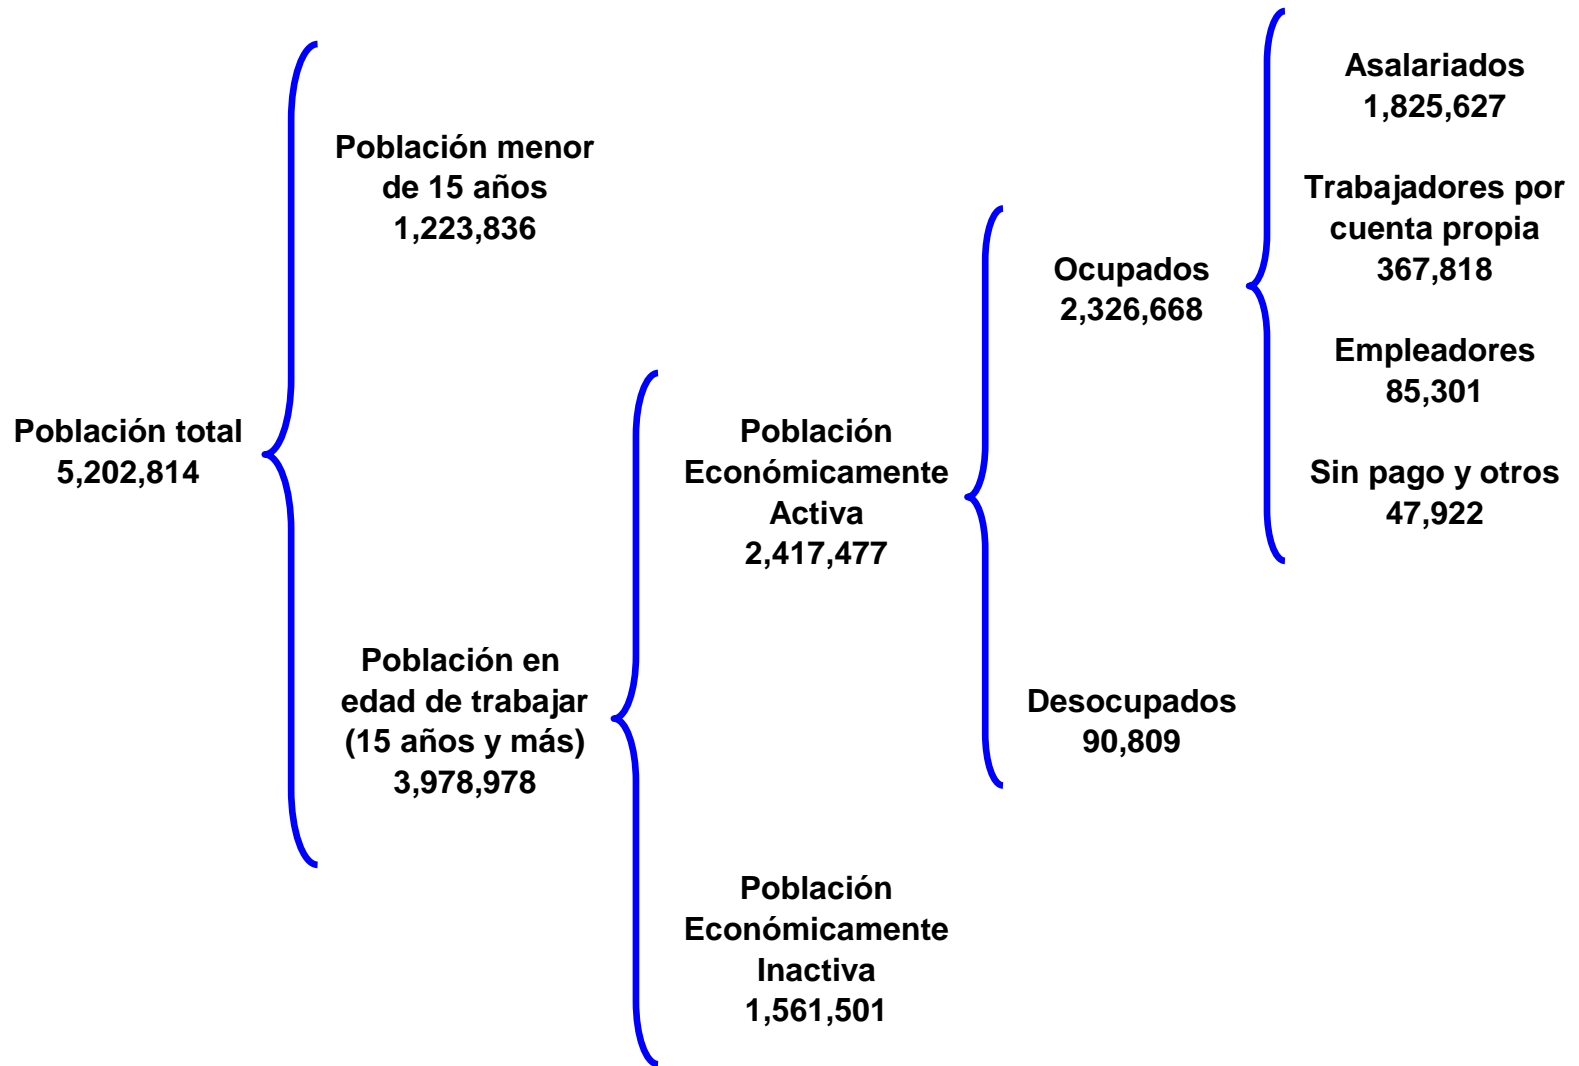 Población total
5,202,814
Población menor
de 15 años
1,223,836
Población en
edad de trabajar
(15 años y más)
3,978,978
Población
Económicamente
Activa
2,417,477
Población
Económicamente
Inactiva
1,561,501
Ocupados
2,326,668
Desocupados
90,809
Asalariados
1,825,627
Trabajadores por
cuenta propia
367,818
Empleadores
85,301
Sin pago y otros
47,922